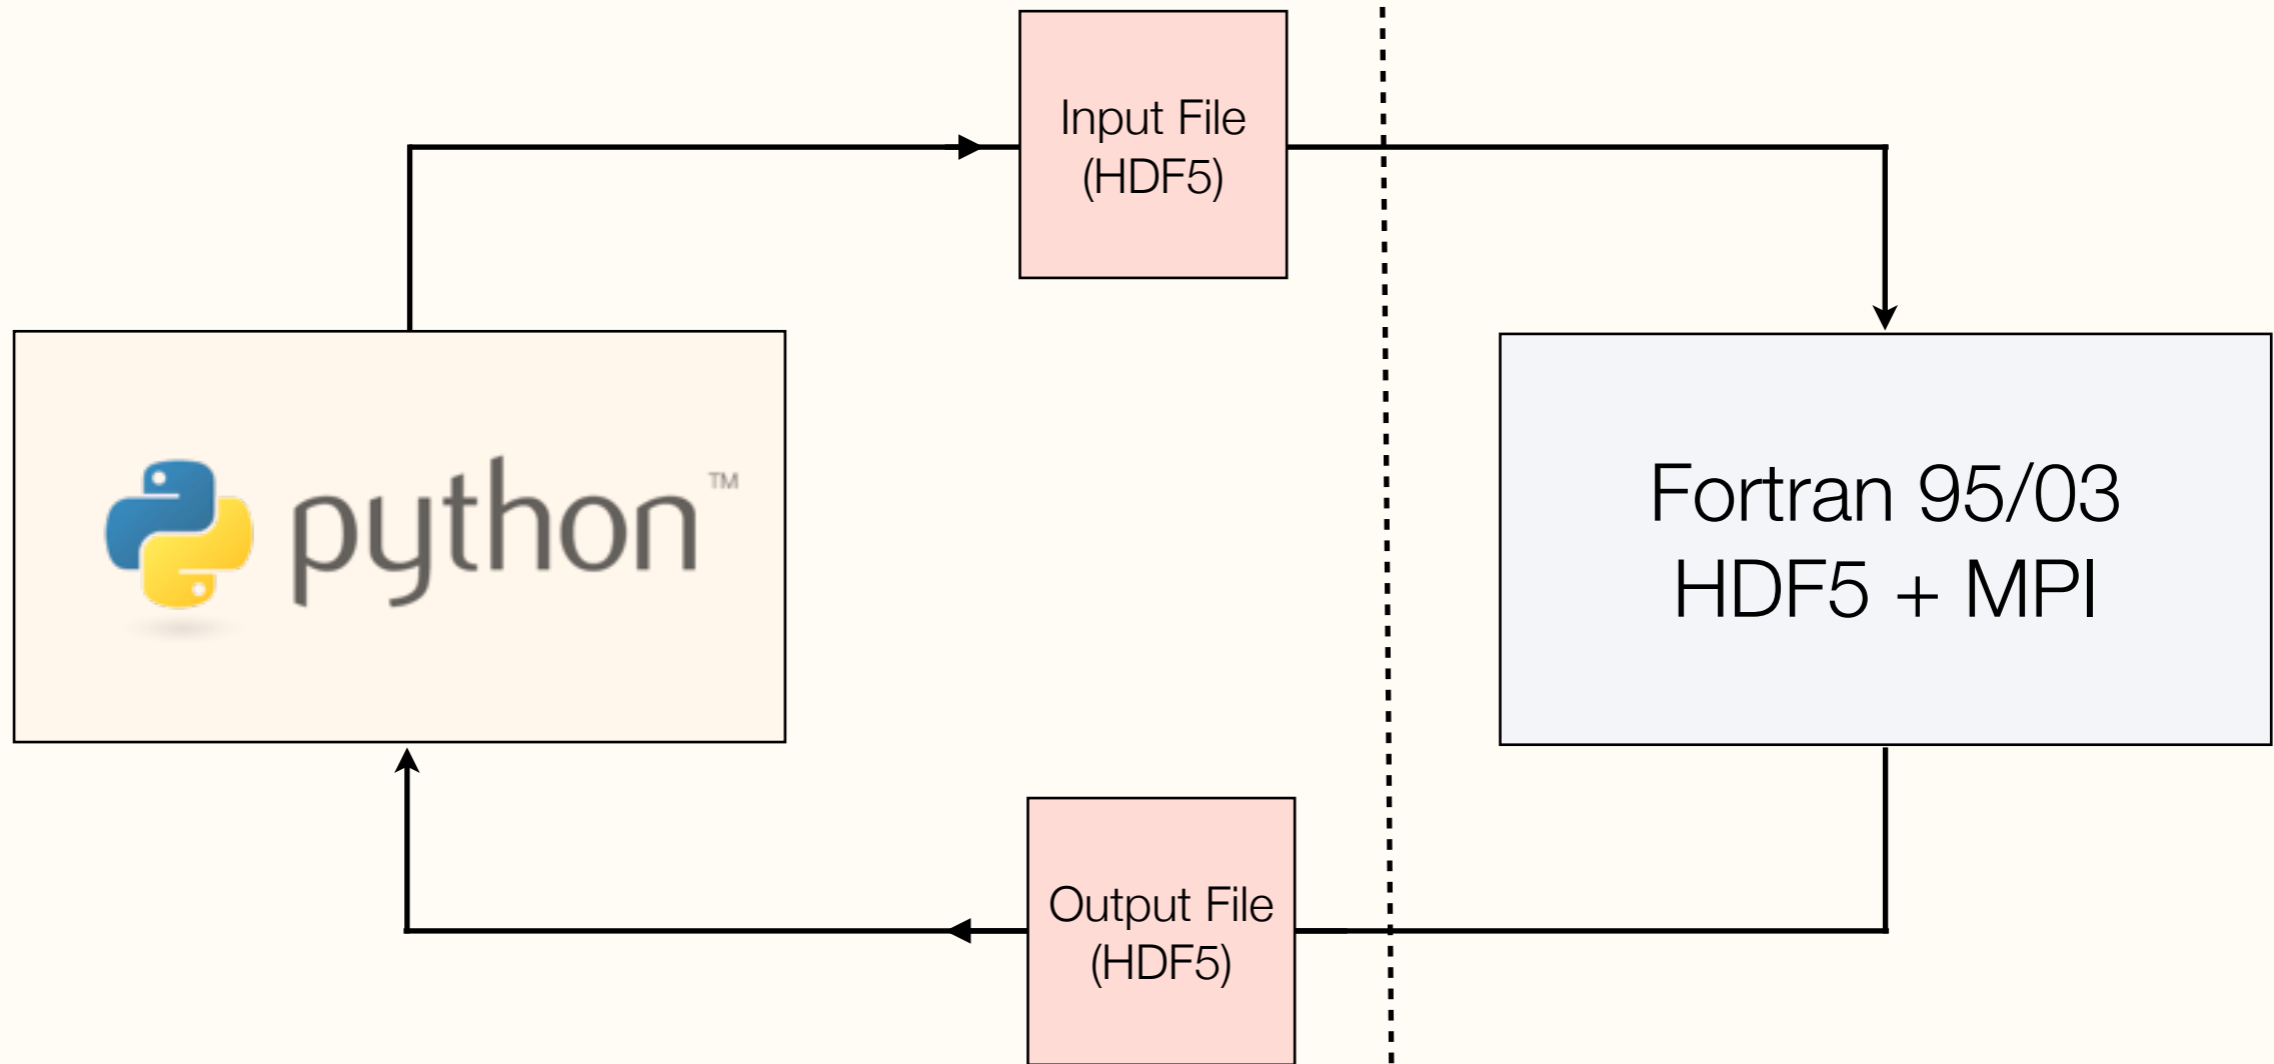 Input File
(HDF5)
python™
Fortran 95/03
HDF5 + MPI
Output File
(HDF5)